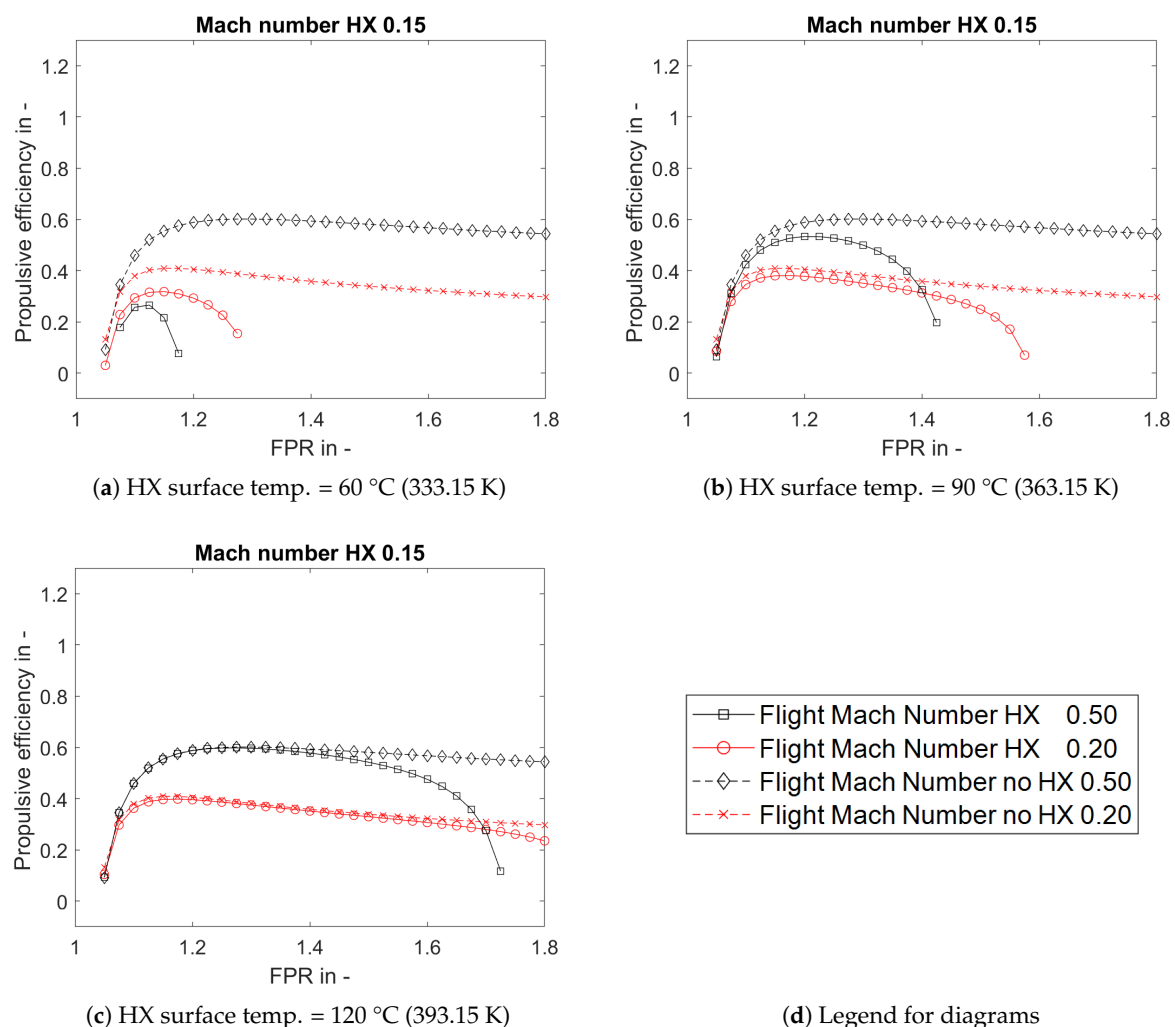 Mach number HX 0.15
Propulsive efficiency in -
1.2
1
0.8
0.6
0.4
0.2
0
1 1.2 1.4 1.6 1.8
FPR in -
(a) HX surface temp. = 60 °C (333.15 K)
Mach number HX 0.15
Propulsive efficiency in -
1.2
1
0.8
0.6
0.4
0.2
0
1 1.2 1.4 1.6 1.8
FPR in -
(b) HX surface temp. = 90 °C (363.15 K)
Mach number HX 0.15
Propulsive efficiency in -
1.2
1
0.8
0.6
0.4
0.2
0
1 1.2 1.4 1.6 1.8
FPR in -
(c) HX surface temp. = 120 °C (393.15 K)
Flight Mach Number HX 0.50
Flight Mach Number HX 0.20
Flight Mach Number no HX 0.50
Flight Mach Number no HX 0.20
(d) Legend for diagrams